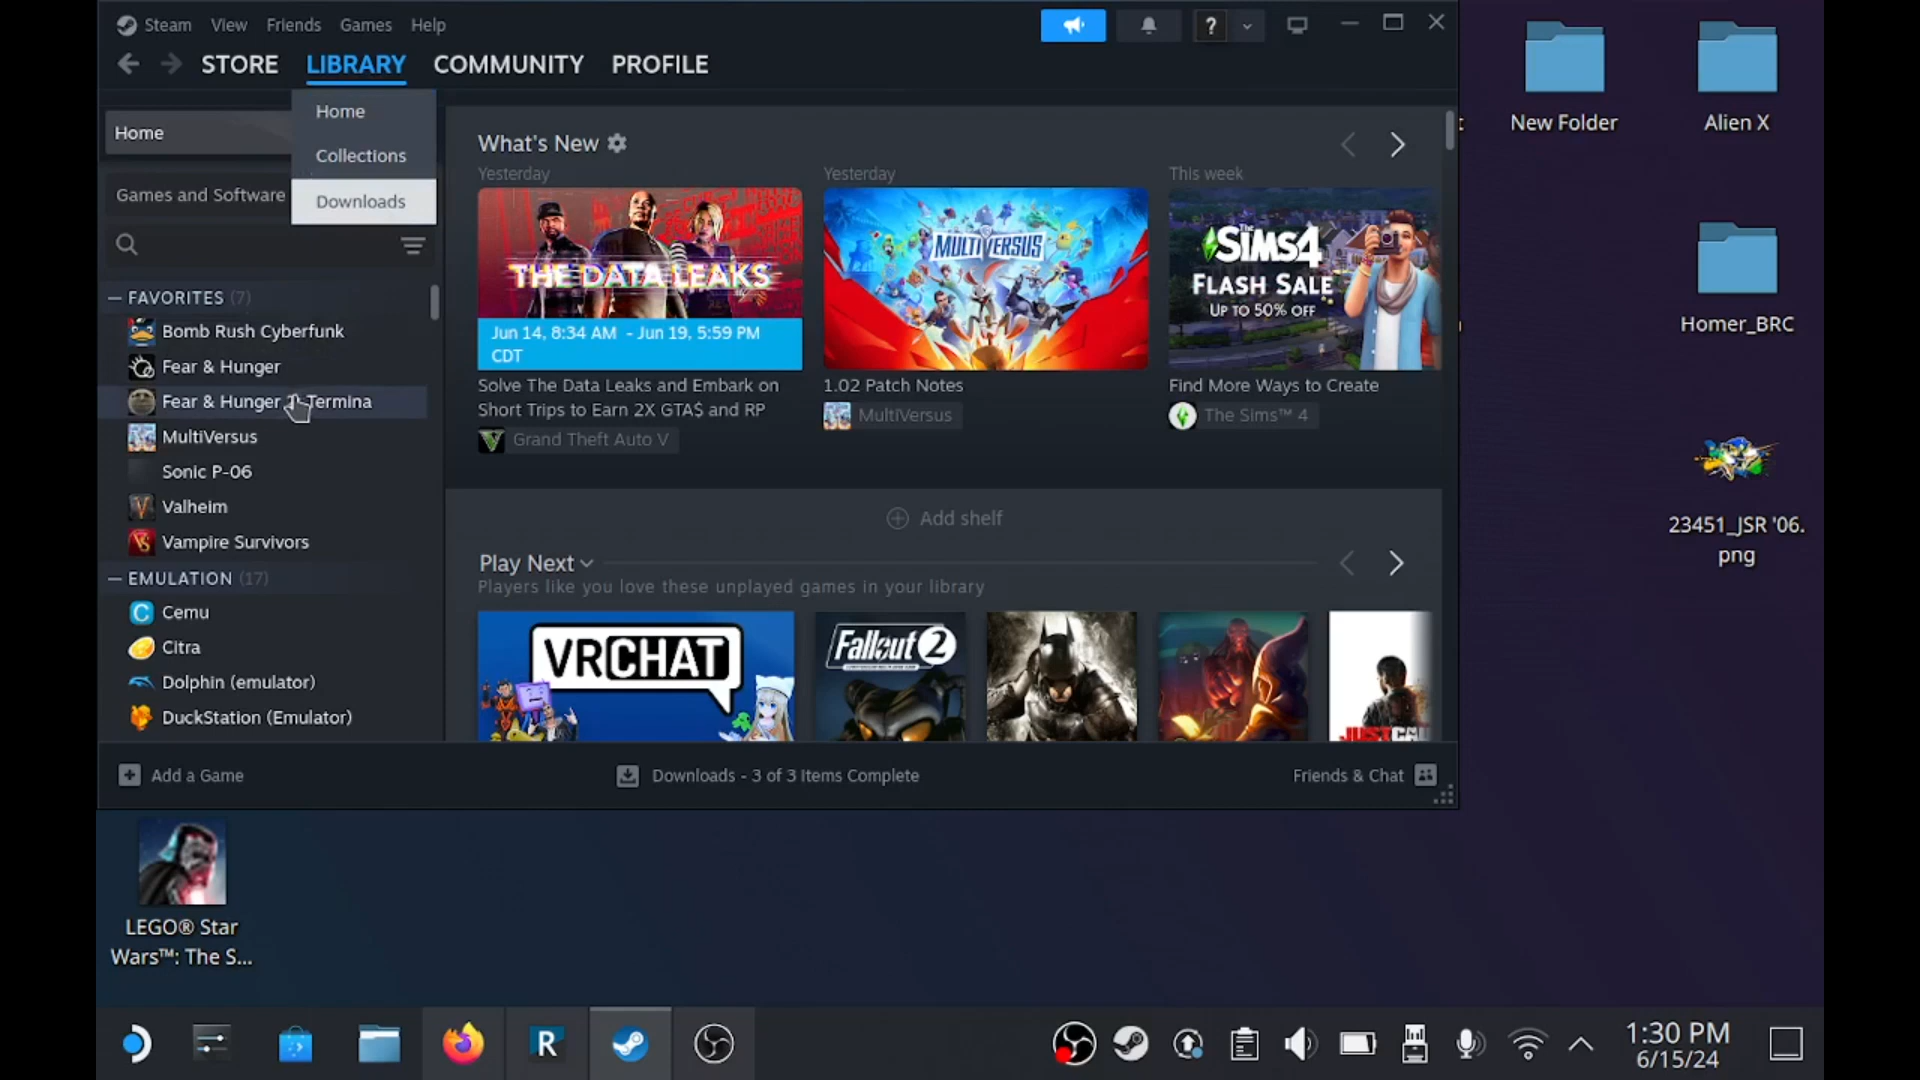 Steam View Friends Games Help
STORE LIBRARY COMMUNITY PROFILE
Home
Collections
Downloads
Home
Games and Software
FAVORITES (7)
Bomb Rush Cyberfunk
Fear & Hunger
Fear & Hunger Termina
MultiVersus
Sonic P-06
Valheim
Vampire Survivors
EMULATION (17)
Cemu
Citra
Dolphin (emulator)
DuckStation (Emulator)
What's New
Yesterday
THE DATA LEAKS
Jun 14, 8:34 AM - Jun 19, 5:59 PM
CDT
Solve The Data Leaks and Embark on
Short Trips to Earn 2X GTA$ and RP
Grand Theft Auto V
Yesterday
MULTIVERSUS
1.02 Patch Notes
MultiVersus
This week
THE SIMS 4
FLASH SALE
UP TO 50% OFF
Find More Ways to Create
The Sims™ 4
Add shelf
Play Next
Players like you love these unplayed games in your library
VRCHAT
Fallout 2
Add a Game
Downloads - 3 of 3 Items Complete
Friends & Chat
New Folder
Alien X
Homer_BRC
23451_JSR '06.
png
LEGO® Star
Wars™: The S...
1:30 PM
6/15/24